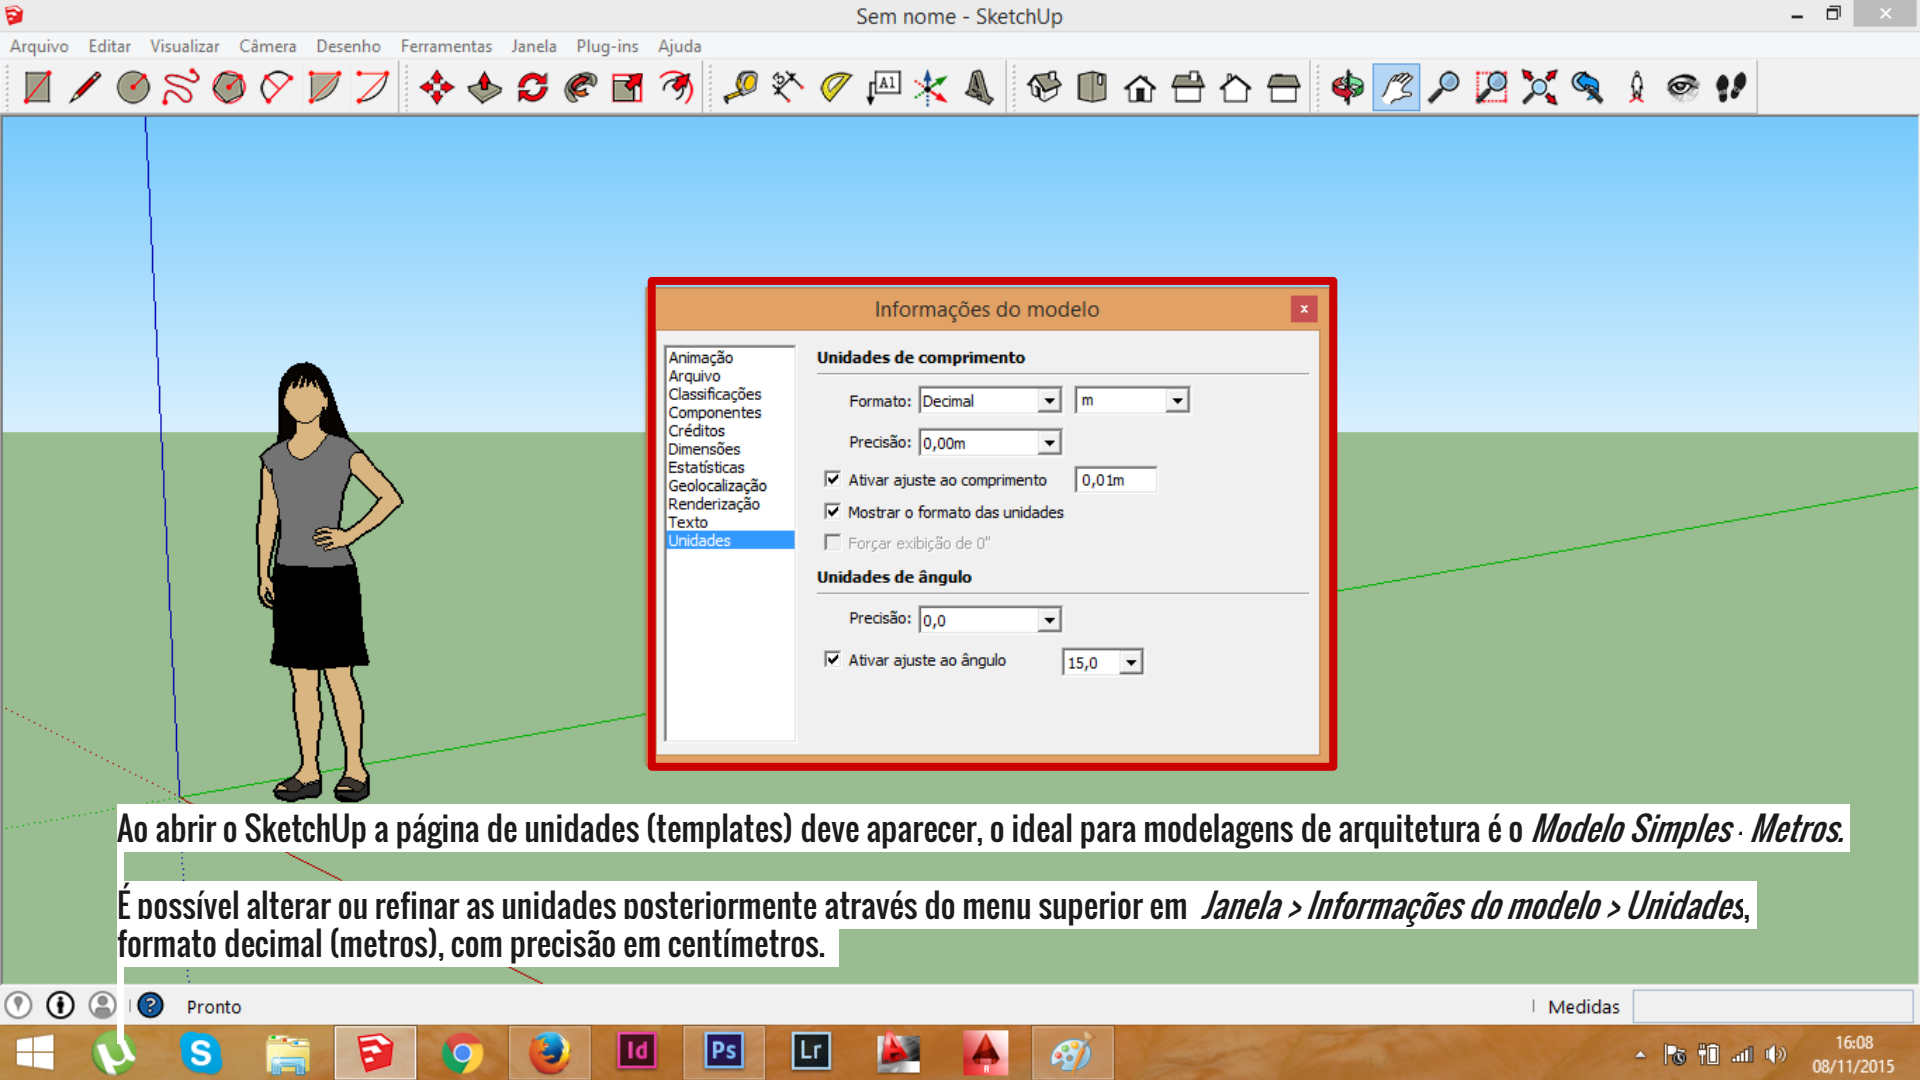 Sem nome - SketchUp
Arquivo Editar Visualizar Câmera Desenho Ferramentas Janela Plug-ins Ajuda
A1
Informações do modelo
x
Animação
Arquivo
Classificações
Componentes
Créditos
Dimensões
Estatísticas
Geolocalização
Renderização
Texto
Unidades
Unidades de comprimento
Formato: Decimal m
Precisão: 0,00m
Ativar ajuste ao comprimento 0,01m
Mostrar o formato das unidades
Forçar exibição de 0"
Unidades de ângulo
Precisão: 0,0
Ativar ajuste ao ângulo 15,0
Ao abrir o SketchUp a página de unidades (templates) deve aparecer, o ideal para modelagens de arquitetura é o Modelo Simples - Metros.
É possível alterar ou refinar as unidades posteriormente através do menu superior em Janela > Informações do modelo > Unidades,
formato decimal (metros), com precisão em centímetros.
? Pronto
Medidas
S
Id
Ps
Lr
16:08
08/11/2015